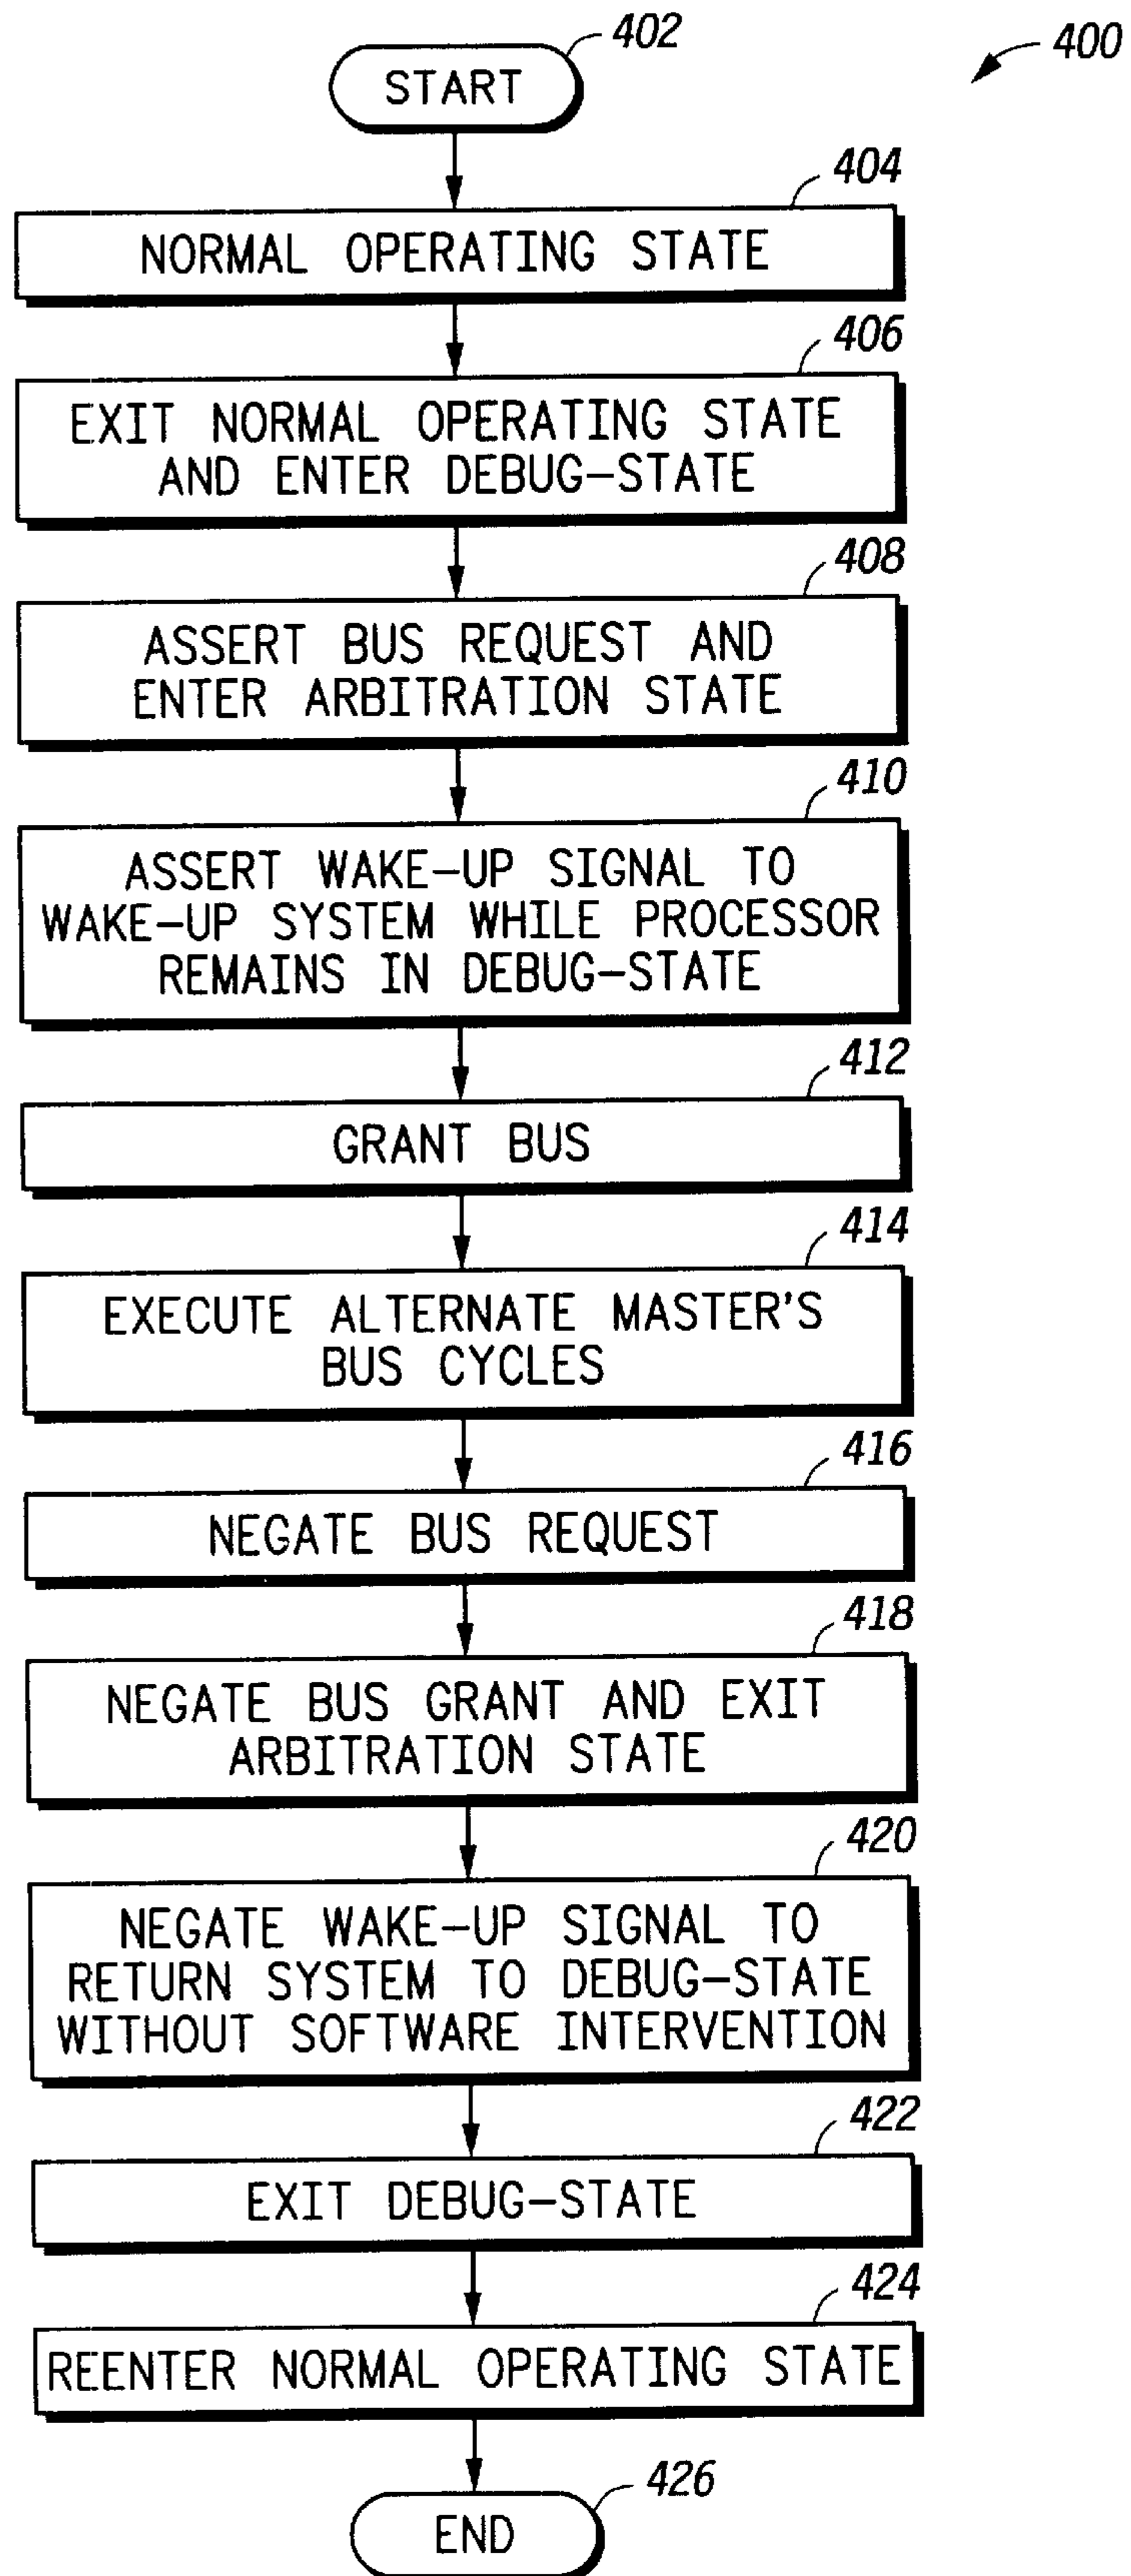 402
400
START
404
NORMAL OPERATING STATE
406
EXIT NORMAL OPERATING STATE
AND ENTER DEBUG-STATE
408
ASSERT BUS REQUEST AND
ENTER ARBITRATION STATE
410
ASSERT WAKE-UP SIGNAL TO
WAKE-UP SYSTEM WHILE PROCESSOR
REMAINS IN DEBUG-STATE
412
GRANT BUS
414
EXECUTE ALTERNATE MASTER'S
BUS CYCLES
416
NEGATE BUS REQUEST
418
NEGATE BUS GRANT AND EXIT
ARBITRATION STATE
420
NEGATE WAKE-UP SIGNAL TO
RETURN SYSTEM TO DEBUG-STATE
WITHOUT SOFTWARE INTERVENTION
422
EXIT DEBUG-STATE
424
REENTER NORMAL OPERATING STATE
426
END